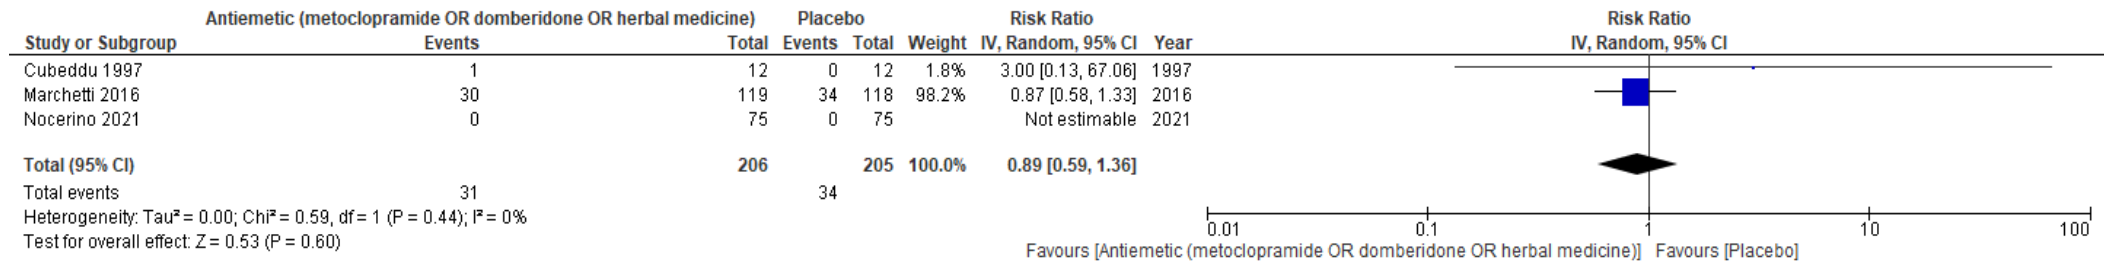 Antiemetic (metoclopramide OR domberidone OR herbal medicine) Placebo Risk Ratio Risk Ratio
Study or Subgroup Events Total Events Total Weight IV, Random, 95% CI Year IV, Random, 95% CI
Cubeddu 1997 1 12 0 12 1.8% 3.00 [0.13, 67.06] 1997
Marchetti 2016 30 119 34 118 98.2% 0.87 [0.58, 1.33] 2016
Nocerino 2021 0 75 0 75 Not estimable 2021
Total (95% CI) 206 205 100.0% 0.89 [0.59, 1.36]
Total events 31 34
Heterogeneity: Tau² = 0.00; Chi² = 0.59, df = 1 (P = 0.44); I² = 0%
Test for overall effect: Z = 0.53 (P = 0.60)
0.01 0.1 1 10 100
Favours [Antiemetic (metoclopramide OR domberidone OR herbal medicine)] Favours [Placebo]